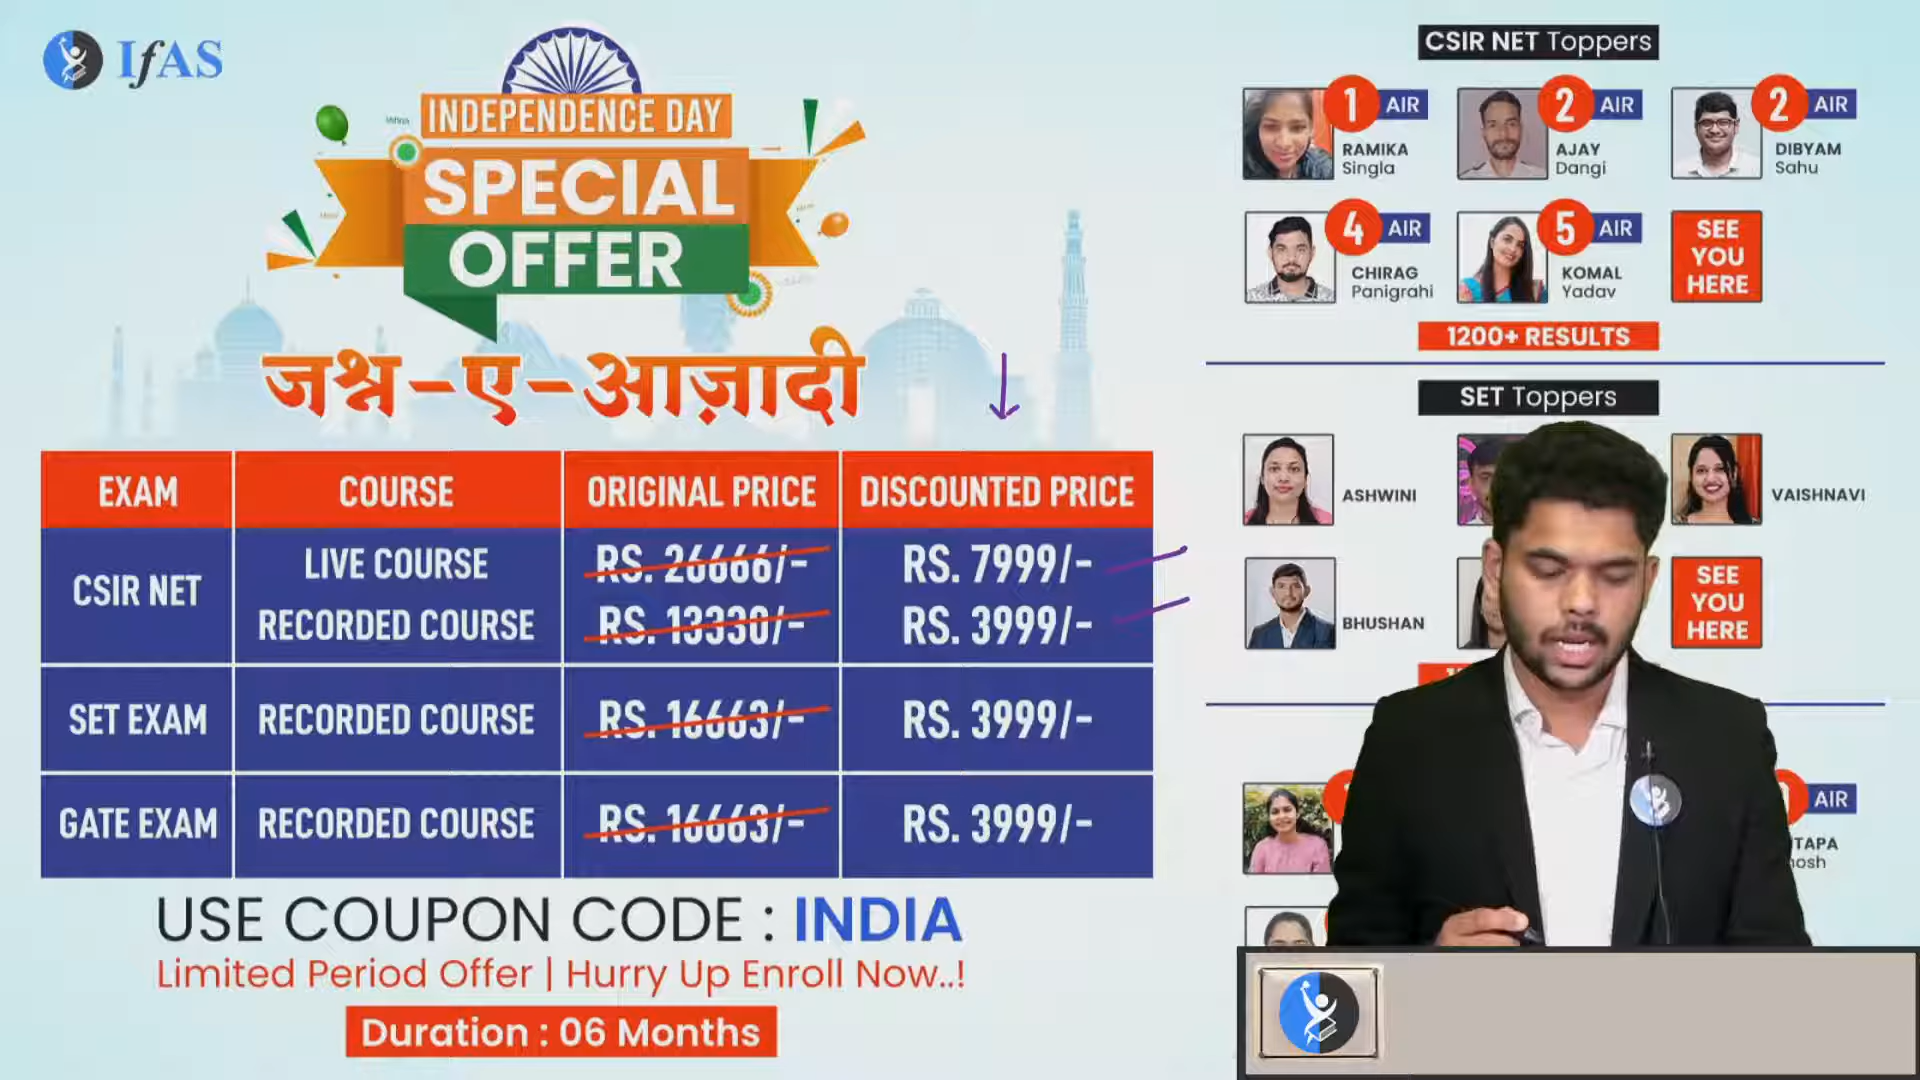 IfAS
INDEPENDENCE DAY
SPECIAL
OFFER
जश्न-ए-आज़ादी
EXAM COURSE ORIGINAL PRICE DISCOUNTED PRICE
CSIR NET
LIVE COURSE RS. 26666/- RS. 7999/-
RECORDED COURSE RS. 13330/- RS. 3999/-
SET EXAM RECORDED COURSE RS. 16663/- RS. 3999/-
GATE EXAM RECORDED COURSE RS. 16663/- RS. 3999/-
USE COUPON CODE : INDIA
Limited Period Offer | Hurry Up Enroll Now..!
Duration : 06 Months
CSIR NET Toppers
1 AIR
RAMIKA
Singla
2 AIR
AJAY
Dangi
2 AIR
DIBYAM
Sahu
4 AIR
CHIRAG
Panigrahi
5 AIR
KOMAL
Yadav
SEE
YOU
HERE
1200+ RESULTS
SET Toppers
ASHWINI
VAISHNAVI
BHUSHAN
SEE
YOU
HERE
AIR